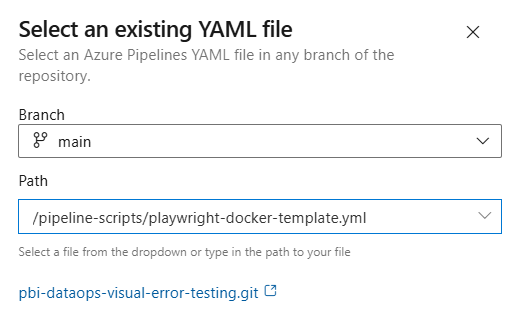 Select an existing YAML file
Select an Azure Pipelines YAML file in any branch of the
repository.
Branch
main
Path
/pipeline-scripts/playwright-docker-template.yml
Select a file from the dropdown or type in the path to your file
pbi-dataops-visual-error-testing.git